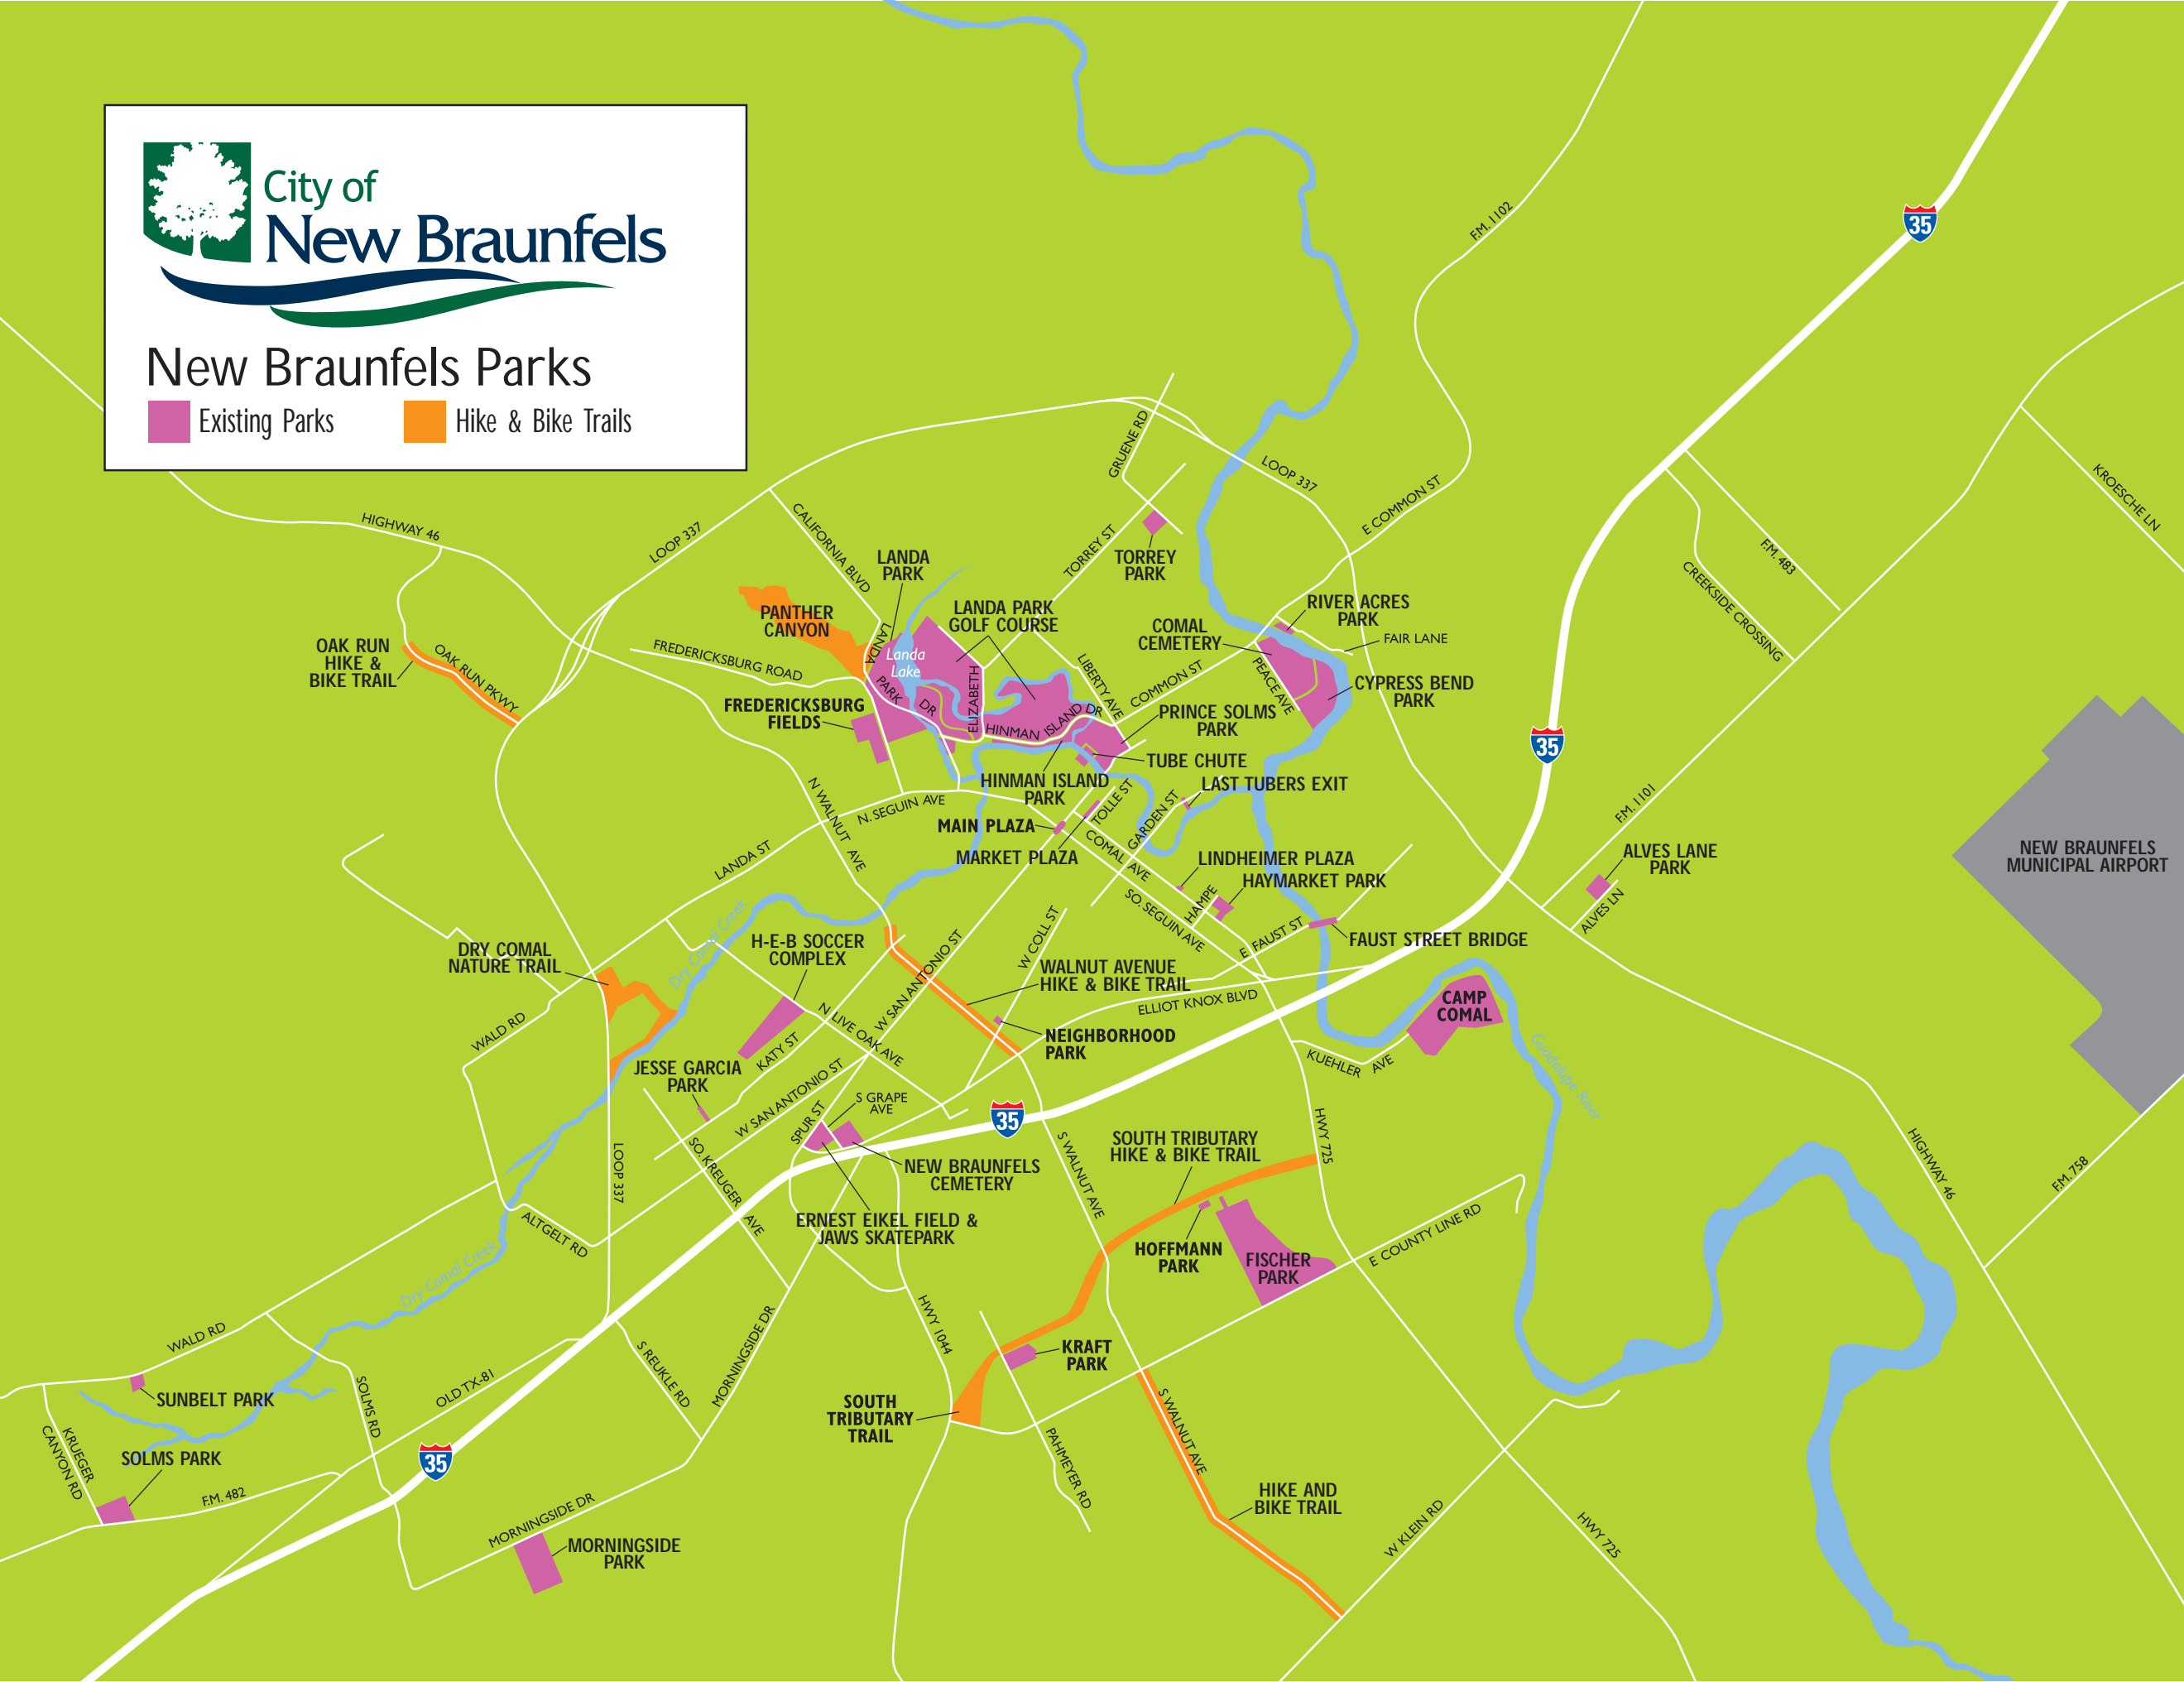 City of
New Braunfels
New Braunfels Parks
Existing Parks
Hike & Bike Trails
35
F.M. 1102
GRUENE RD
LOOP 337
E COMMON ST
KROESCHE LN
F.M. 483
CREEKSIDE CROSSING
HIGHWAY 46
LOOP 337
CALIFORNIA BLVD
LANDA
PARK
TORREY ST
TORREY
PARK
PANTHER
CANYON
LANDA PARK
GOLF COURSE
RIVER ACRES
PARK
COMAL
CEMETERY
FAIR LANE
OAK RUN
HIKE &
BIKE TRAIL
OAK RUN PKWY
FREDERICKSBURG ROAD
LANDA
PARK
DR
Landa
Lake
ELIZABETH
LIBERTY AVE
COMMON ST
PEACE AVE
CYPRESS BEND
PARK
FREDERICKSBURG
FIELDS
HINMAN ISLAND DR
PRINCE SOLMS
PARK
TUBE CHUTE
35
HINMAN ISLAND
PARK
LAST TUBERS EXIT
N WALNUT AVE
N. SEGUIN AVE
TOLLE ST
GARDEN ST
MAIN PLAZA
MARKET PLAZA
COMAL AVE
F.M. 1101
LANDA ST
LINDHEIMER PLAZA
HAYMARKET PARK
ALVES LANE
PARK
ALVES LN
NEW BRAUNFELS
MUNICIPAL AIRPORT
HAMPE
SO. SEGUIN AVE
E FAUST ST
FAUST STREET BRIDGE
Dry Comal Creek
DRY COMAL
NATURE TRAIL
H-E-B SOCCER
COMPLEX
W SAN ANTONIO ST
W COLL ST
WALNUT AVENUE
HIKE & BIKE TRAIL
ELLIOT KNOX BLVD
CAMP
COMAL
WALD RD
N LIVE OAK AVE
KATY ST
NEIGHBORHOOD
PARK
KUEHLER AVE
Guadalupe River
JESSE GARCIA
PARK
W SAN ANTONIO ST
S GRAPE
AVE
SPUR ST
35
LOOP 337
SO. KREUGER AVE
NEW BRAUNFELS
CEMETERY
S WALNUT AVE
SOUTH TRIBUTARY
HIKE & BIKE TRAIL
HWY 725
HIGHWAY 46
F.M. 758
ALTGELT RD
ERNEST EIKEL FIELD &
JAWS SKATEPARK
HOFFMANN
PARK
FISCHER
PARK
E COUNTY LINE RD
Dry Comal Creek
WALD RD
HWY 1044
MORNINGSIDE DR
S REUKLE RD
KRAFT
PARK
SUNBELT PARK
SOLMS RD
OLD TX-81
SOUTH
TRIBUTARY
TRAIL
S WALNUT AVE
PAHMEYER RD
KRUEGER
CANYON RD
SOLMS PARK
35
F.M. 482
MORNINGSIDE DR
MORNINGSIDE
PARK
HIKE AND
BIKE TRAIL
W KLEIN RD
HWY 725